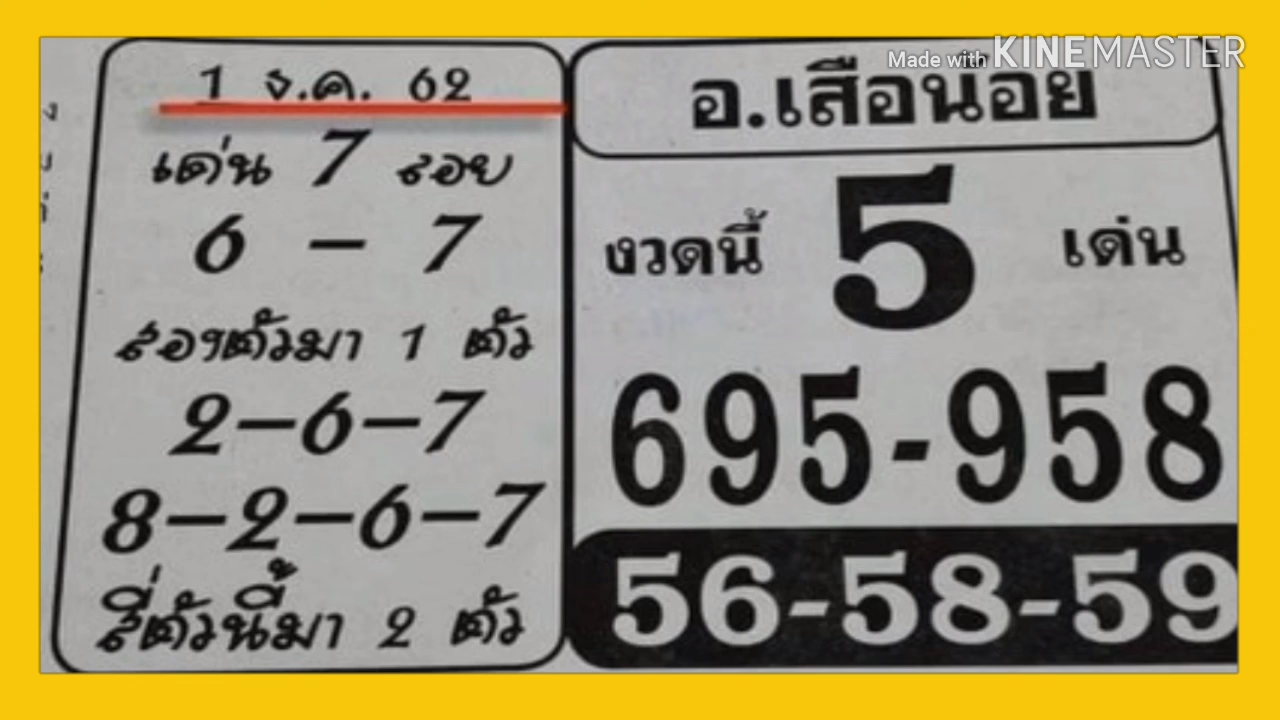 Made with KINEMASTER
1 ธ.ค. 62
เด่น 7 รอย
6 - 7
สองตัวมา 1 ตัว
2-6-7
8-2-6-7
สี่ตัวนี้มา 2 ตัว
อ.เสือน้อย
งวดนี้ 5 เด่น
695-958
56-58-59